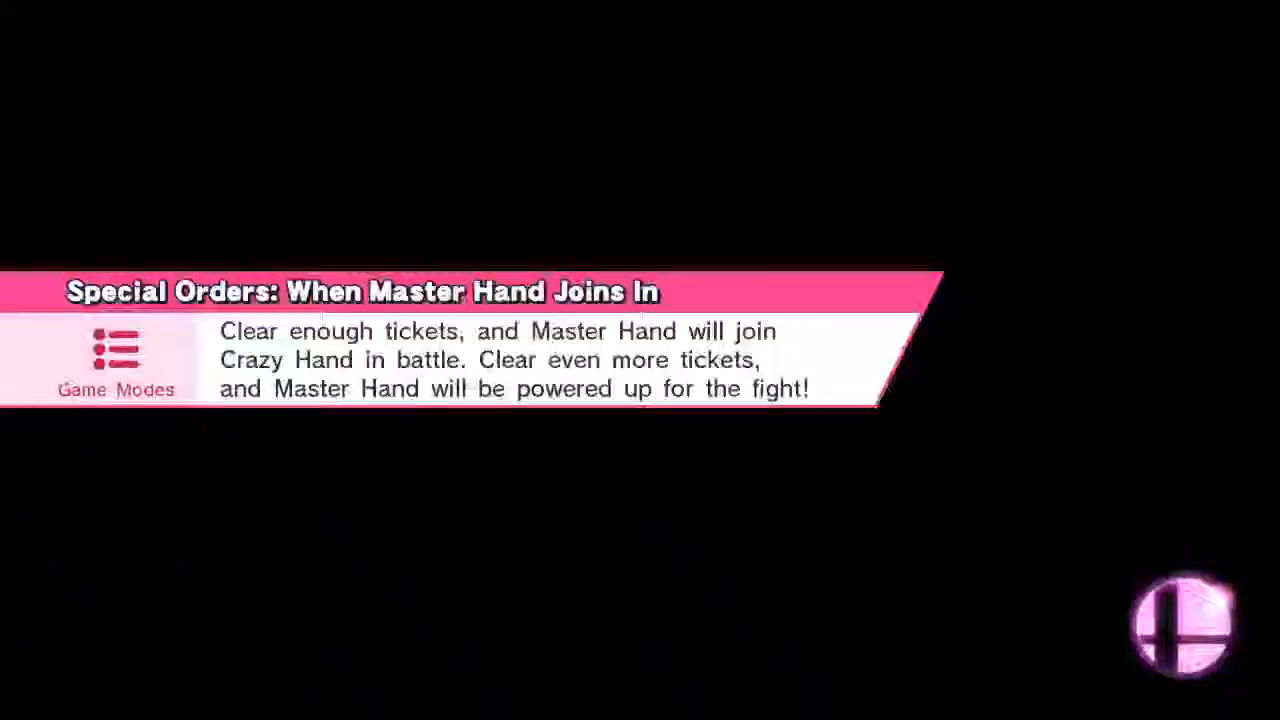 Special Orders: When Master Hand Joins In
Clear enough tickets, and Master Hand will join
Crazy Hand in battle. Clear even more tickets,
and Master Hand will be powered up for the fight!
Game Modes